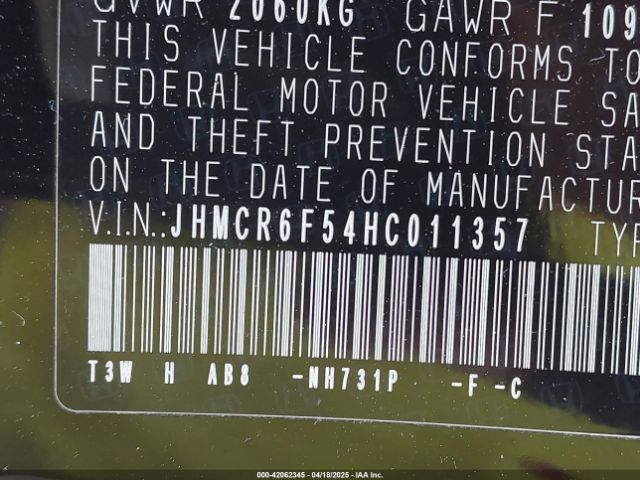 GVWR 2060KG GAWR F 109
THIS VEHICLE CONFORMS TO
FEDERAL MOTOR VEHICLE SA
AND THEFT PREVENTION STA
ON THE DATE OF MANUFACTUR
V.I.N.:JHMCR6F54HC011357 TYP
T3W H AB8 -NH731P -F -C
000-42062345 - 04/18/2025 - IAA Inc.